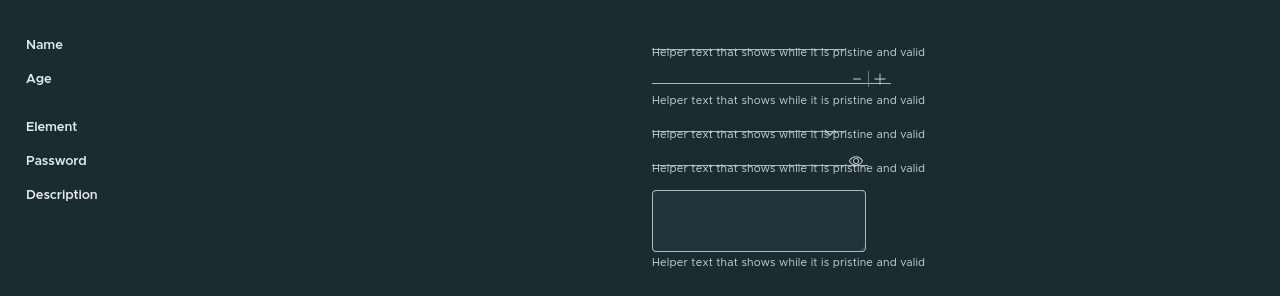 Name
Helper text that shows while it is pristine and valid
Age
Helper text that shows while it is pristine and valid
Element
Helper text that shows while it is pristine and valid
Password
Helper text that shows while it is pristine and valid
Description
Helper text that shows while it is pristine and valid